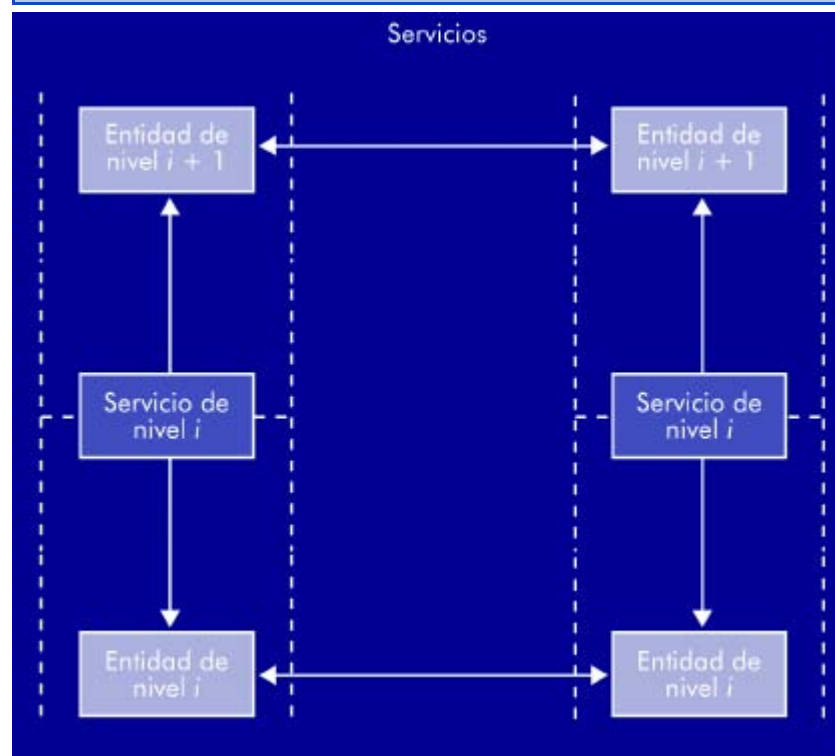 Servicios
Entidad de
nivel i + 1
Entidad de
nivel i + 1
Servicio de
nivel i
Servicio de
nivel i
Entidad de
nivel i
Entidad de
nivel i